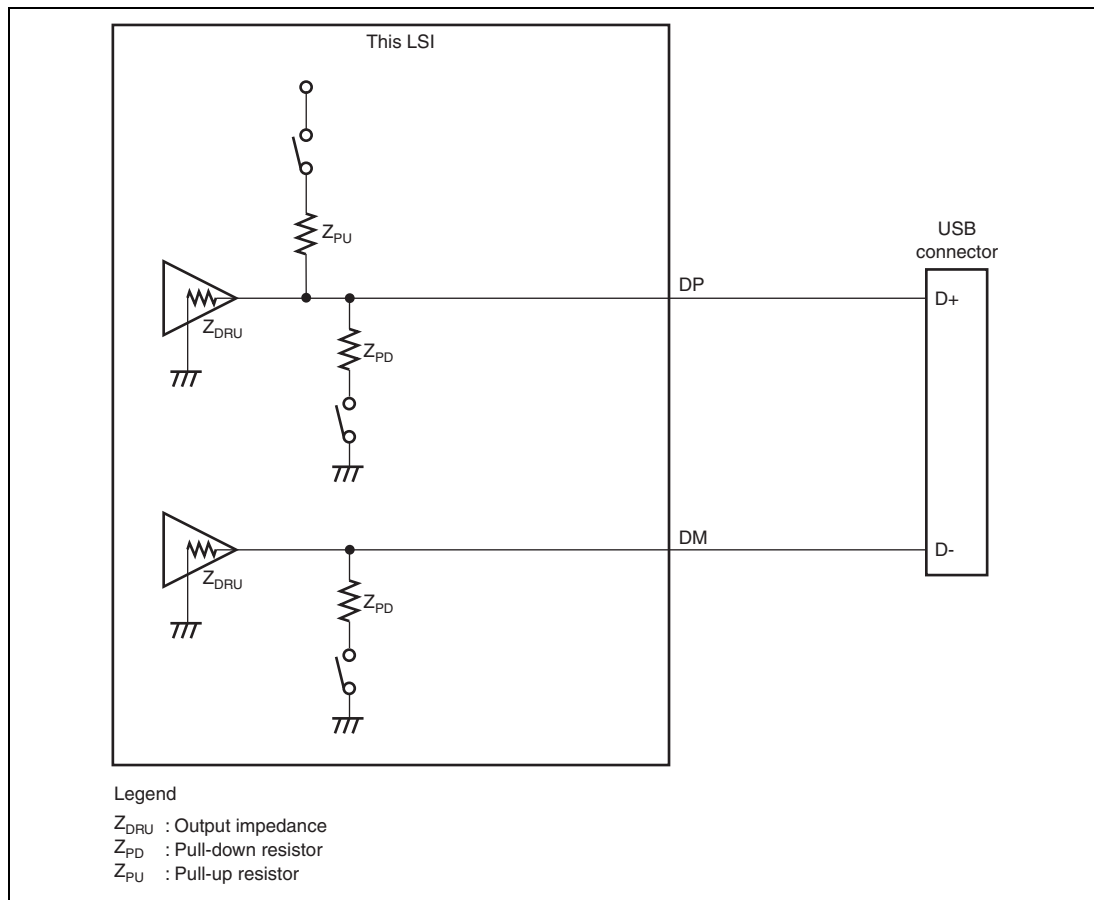 This LSI
Z_PU
USB
connector
DP
D+
Z_DRU
Z_PD
DM
D-
Z_DRU
Z_PD
Legend
Z_DRU : Output impedance
Z_PD : Pull-down resistor
Z_PU : Pull-up resistor